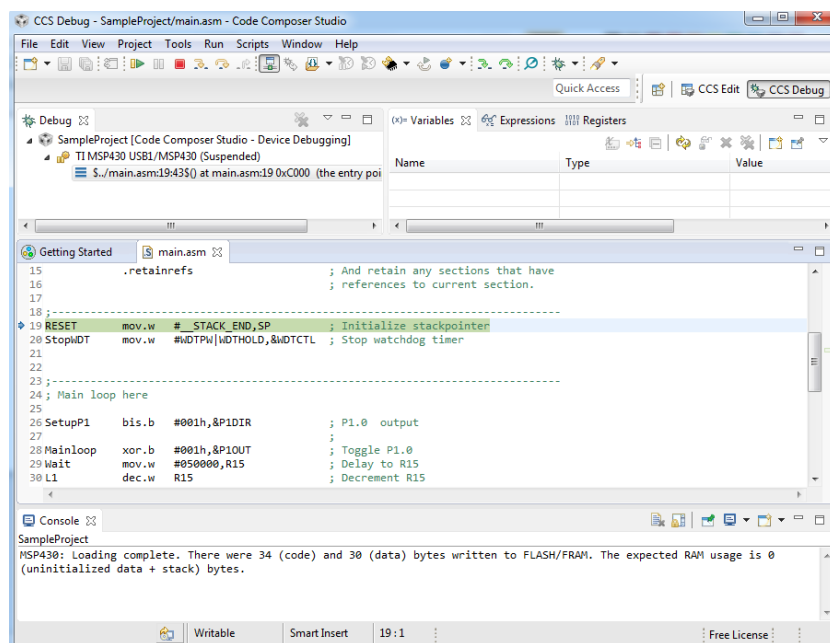 CCS Debug - SampleProject/main.asm - Code Composer Studio
File Edit View Project Tools Run Scripts Window Help
Quick Access CCS Edit CCS Debug
Debug
SampleProject [Code Composer Studio - Device Debugging]
TI MSP430 USB1/MSP430 (Suspended)
$../main.asm:19:43$() at main.asm:19 0xC000 (the entry poi
(x)= Variables Expressions Registers
Name Type Value
Getting Started main.asm
15 .retainrefs ; And retain any sections that have
16 ; references to current section.
17
18 ;-------------------------------------------------------------------------------
19 RESET mov.w #__STACK_END,SP ; Initialize stackpointer
20 StopWDT mov.w #WDTPW|WDTHOLD,&WDTCTL ; Stop watchdog timer
21
22
23 ;-------------------------------------------------------------------------------
24 ; Main loop here
25
26 SetupP1 bis.b #001h,&P1DIR ; P1.0 output
27 ;
28 Mainloop xor.b #001h,&P1OUT ; Toggle P1.0
29 Wait mov.w #050000,R15 ; Delay to R15
30 L1 dec.w R15 ; Decrement R15
Console
SampleProject
MSP430: Loading complete. There were 34 (code) and 30 (data) bytes written to FLASH/FRAM. The expected RAM usage is 0
(uninitialized data + stack) bytes.
Writable Smart Insert 19 : 1 Free License